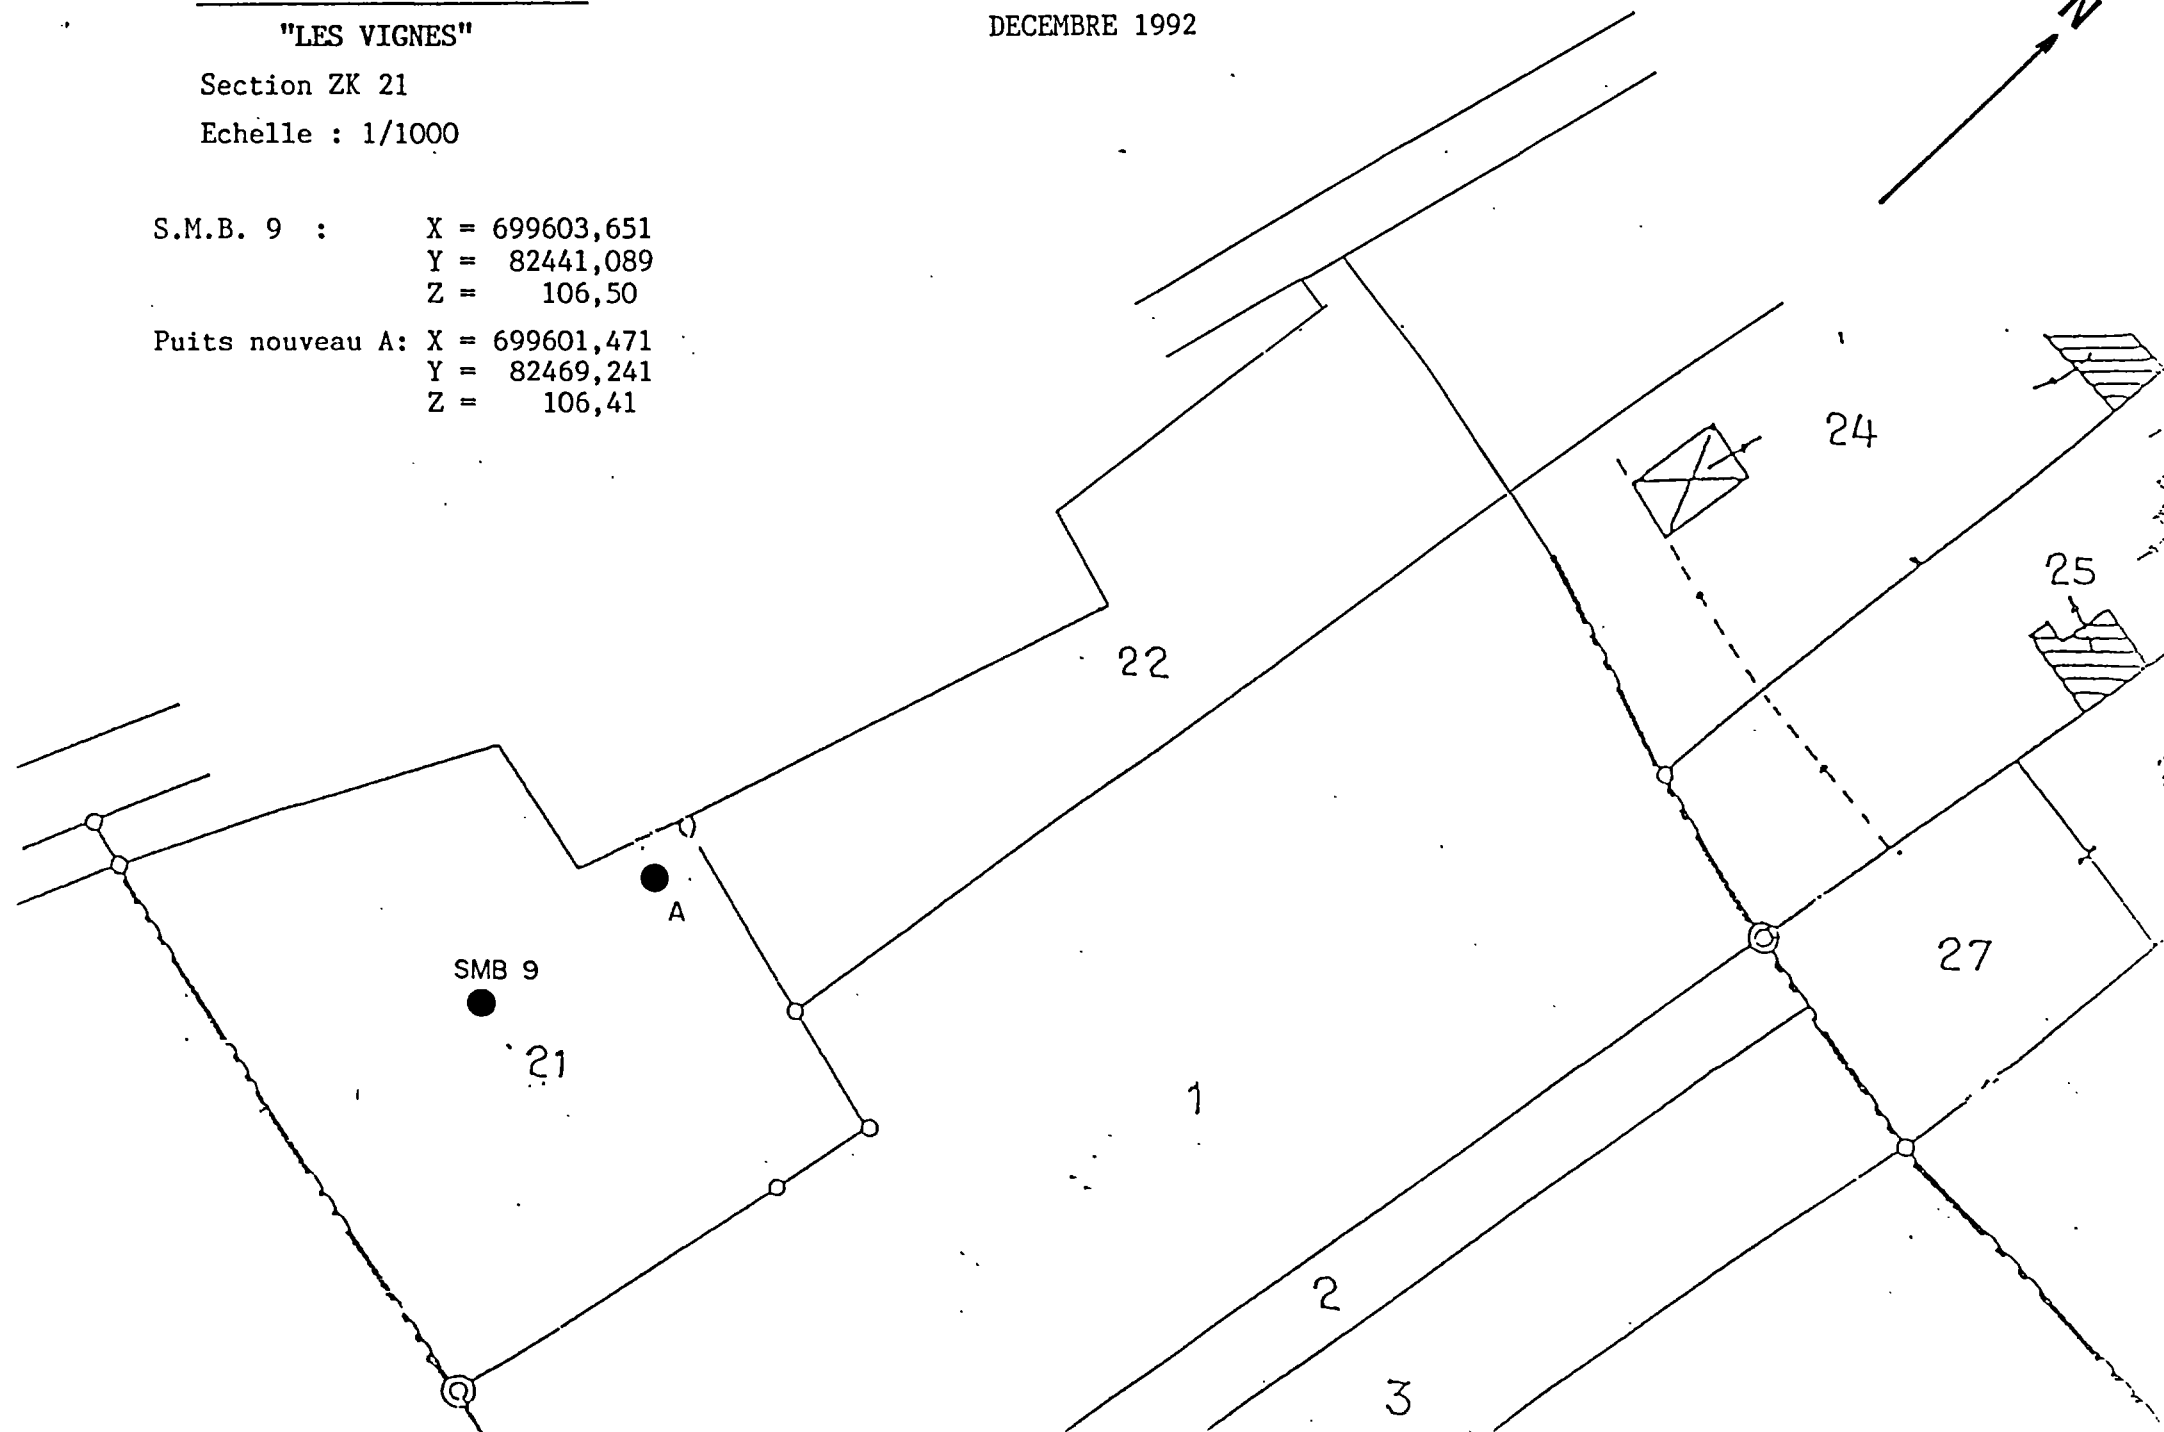 "LES VIGNES"
DECEMBRE 1992
Section ZK 21
Echelle : 1/1000
N
S.M.B. 9 : X = 699603,651
Y = 82441,089
Z = 106,50
Puits nouveau A: X = 699601,471
Y = 82469,241
Z = 106,41
24
25
22
A
SMB 9
27
21
1
2
3